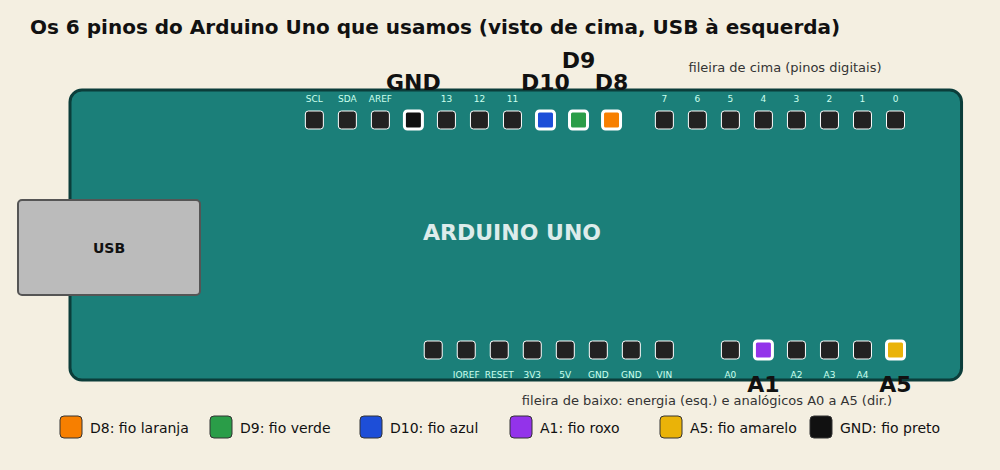 Os 6 pinos do Arduino Uno que usamos (visto de cima, USB à esquerda)
D9
fileira de cima (pinos digitais)
GND D10 D8
SCL SDA AREF 13 12 11 7 6 5 4 3 2 1 0
ARDUINO UNO
USB
IOREF RESET 3V3 5V GND GND VIN A0 A2 A3 A4
A1 A5
fileira de baixo: energia (esq.) e analógicos A0 a A5 (dir.)
D8: fio laranja D9: fio verde D10: fio azul A1: fio roxo A5: fio amarelo GND: fio preto